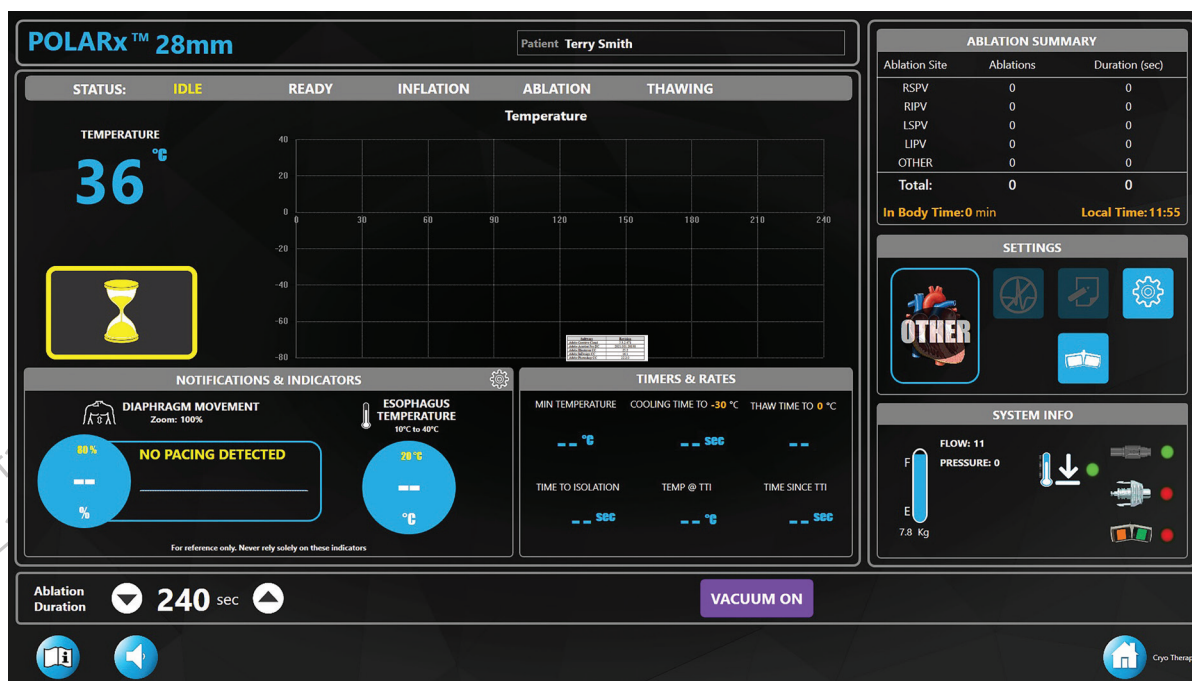 POLARx™ 28mm
Patient Terry Smith
STATUS: IDLE READY INFLATION ABLATION THAWING
TEMPERATURE
36 °C
Temperature
40
20
0
0 30 60 90 120 150 180 210 240
-20
-40
-60
-80
NOTIFICATIONS & INDICATORS
DIAPHRAGM MOVEMENT
Zoom: 100%
80 %
--
%
NO PACING DETECTED
ESOPHAGUS
TEMPERATURE
10°C to 40°C
20 °C
--
°C
For reference only. Never rely solely on these indicators
TIMERS & RATES
MIN TEMPERATURE COOLING TIME TO -30 °C THAW TIME TO 0 °C
-- °C -- sec --
TIME TO ISOLATION TEMP @ TTI TIME SINCE TTI
-- sec -- °C -- sec
ABLATION SUMMARY
Ablation Site Ablations Duration (sec)
RSPV 0 0
RIPV 0 0
LSPV 0 0
LIPV 0 0
OTHER 0 0
Total: 0 0
In Body Time: 0 min Local Time: 11:55
SETTINGS
OTHER
SYSTEM INFO
FLOW: 11
PRESSURE: 0
F
E
7.8 Kg
Ablation
Duration
240 sec
VACUUM ON
Cryo Therap